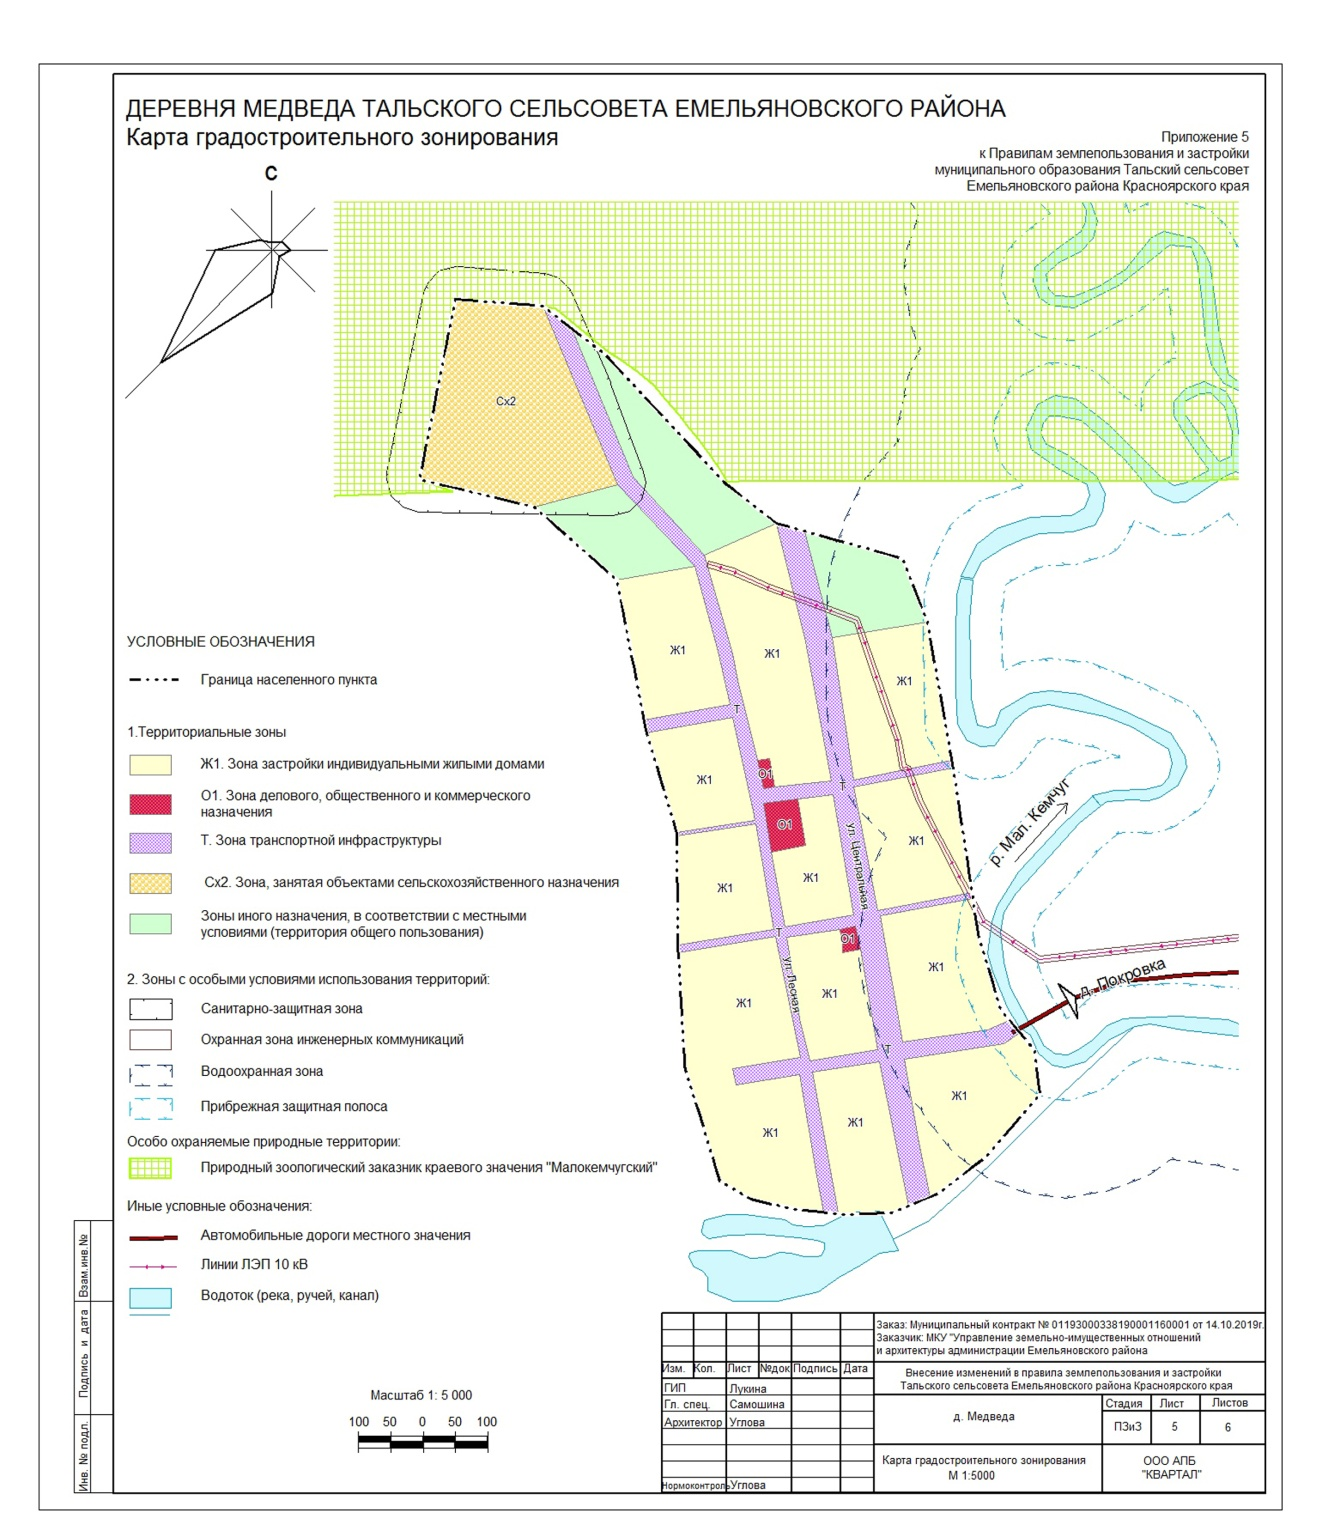 ДЕРЕВНЯ МЕДВЕДА ТАЛЬСКОГО СЕЛЬСОВЕТА ЕМЕЛЬЯНОВСКОГО РАЙОНА
Карта градостроительного зонирования
Приложение 5
к Правилам землепользования и застройки
муниципального образования Тальский сельсовет
Емельяновского района Красноярского края
С
Сх2
Ж1
Ж1
Ж1
Т
Ж1
О1
Т
О1
Ж1
ул. Центральная
р. Мал. Кемчуг
Ж1
Ж1
Т
О1
Ж1
ул. Лесная
Ж1
Ж1
д. Покровка
Т
Ж1
Ж1
Ж1
УСЛОВНЫЕ ОБОЗНАЧЕНИЯ
Граница населенного пункта
1.Территориальные зоны
Ж1. Зона застройки индивидуальными жилыми домами
О1. Зона делового, общественного и коммерческого
назначения
Т. Зона транспортной инфраструктуры
Сх2. Зона, занятая объектами сельскохозяйственного назначения
Зоны иного назначения, в соответствии с местными
условиями (территория общего пользования)
2. Зоны с особыми условиями использования территорий:
Санитарно-защитная зона
Охранная зона инженерных коммуникаций
Водоохранная зона
Прибрежная защитная полоса
Особо охраняемые природные территории:
Природный зоологический заказник краевого значения "Малокемчугский"
Иные условные обозначения:
Автомобильные дороги местного значения
Линии ЛЭП 10 кВ
Водоток (река, ручей, канал)
Масштаб 1: 5 000
100 50 0 50 100
Взам.инв.№
Подпись и дата
Инв. № подл.
Заказ: Муниципальный контракт № 01193000338190001160001 от 14.10.2019г.
Заказчик: МКУ "Управление земельно-имущественных отношений
и архитектуры администрации Емельяновского района
Изм. Кол. Лист №док Подпись Дата
Внесение изменений в правила землепользования и застройки
Тальского сельсовета Емельяновского района Красноярского края
ГИП Лукина
Гл. спец. Самошина
Архитектор Углова
Нормоконтроль Углова
д. Медведа
Стадия Лист Листов
ПЗиЗ 5 6
Карта градостроительного зонирования
М 1:5000
ООО АПБ
"КВАРТАЛ"